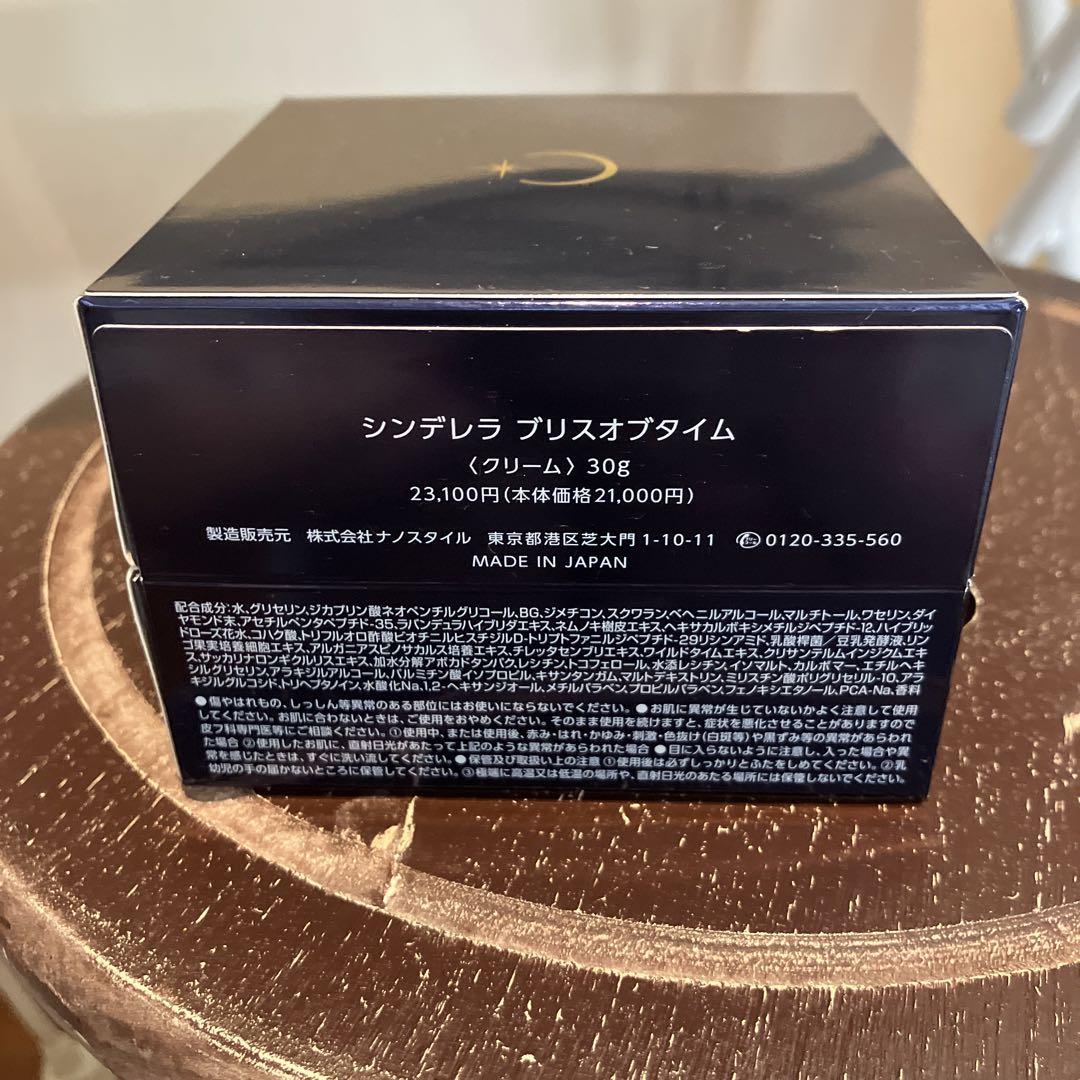 シンデレラ ブリスオブタイム
〈クリーム〉30g
23,100円(本体価格21,000円)
製造販売元 株式会社ナノスタイル 東京都港区芝大門1-10-11 0120-335-560
MADE IN JAPAN
配合成分:水、グリセリン、ジカプリン酸ネオペンチルグリコール、BG、ジメチコン、スクワラン、ベヘニルアルコール、マルチトール、ワセリン、ダイ
ヤモンド末、アセチルペンタペプチド-35、ラバンデュラハイブリダエキス、ネムノキ樹皮エキス、ヘキサカルボキシメチルジペプチド-12、ハイブリッ
ドローズ花水、コハク酸、トリフルオロ酢酸ビオチニルヒスチジルD-トリプトファニルジペプチド-29リシンアミド、乳酸桿菌/豆乳発酵液、リン
ゴ果実培養細胞エキス、アルガニアスピノサカルス培養エキス、チレッタセンブリエキス、ワイルドタイムエキス、クリサンテルムインジクムエキ
ス、サッカリナロンギクルリスエキス、加水分解アボカドタンパク、レシチン、トコフェロール、水添レシチン、イソマルト、カルボマー、エチルヘキ
シルグリセリン、アラキジルアルコール、パルミチン酸イソプロピル、キサンタンガム、マルトデキストリン、ミリスチン酸ポリグリセリル-10、アラ
キジルグルコシド、トリヘプタノイン、水酸化Na、1,2-ヘキサンジオール、メチルパラベン、プロピルパラベン、フェノキシエタノール、PCA-Na、香料
●傷やはれもの、しっしん等異常のある部位にはお使いにならないでください。●お肌に異常が生じていないかよく注意して使用
してください。お肌に合わないときは、ご使用をおやめください。そのまま使用を続けますと、症状を悪化させることがありますので
皮フ科専門医等にご相談ください。①使用中、または使用後、赤み・はれ・かゆみ・刺激・色抜け(白斑等)や黒ずみ等の異常があらわれ
た場合 ②使用したお肌に、直射日光があたって上記のような異常があらわれた場合 ●目に入らないように注意し、入った場合や異
常を感じたときは、すぐに洗い流してください。●保管及び取扱い上の注意 ①使用後は必ずしっかりとふたをしめてください。②乳
幼児の手の届かないところに保管してください。③極端に高温又は低温の場所や、直射日光のあたる場所には保管しないでください。